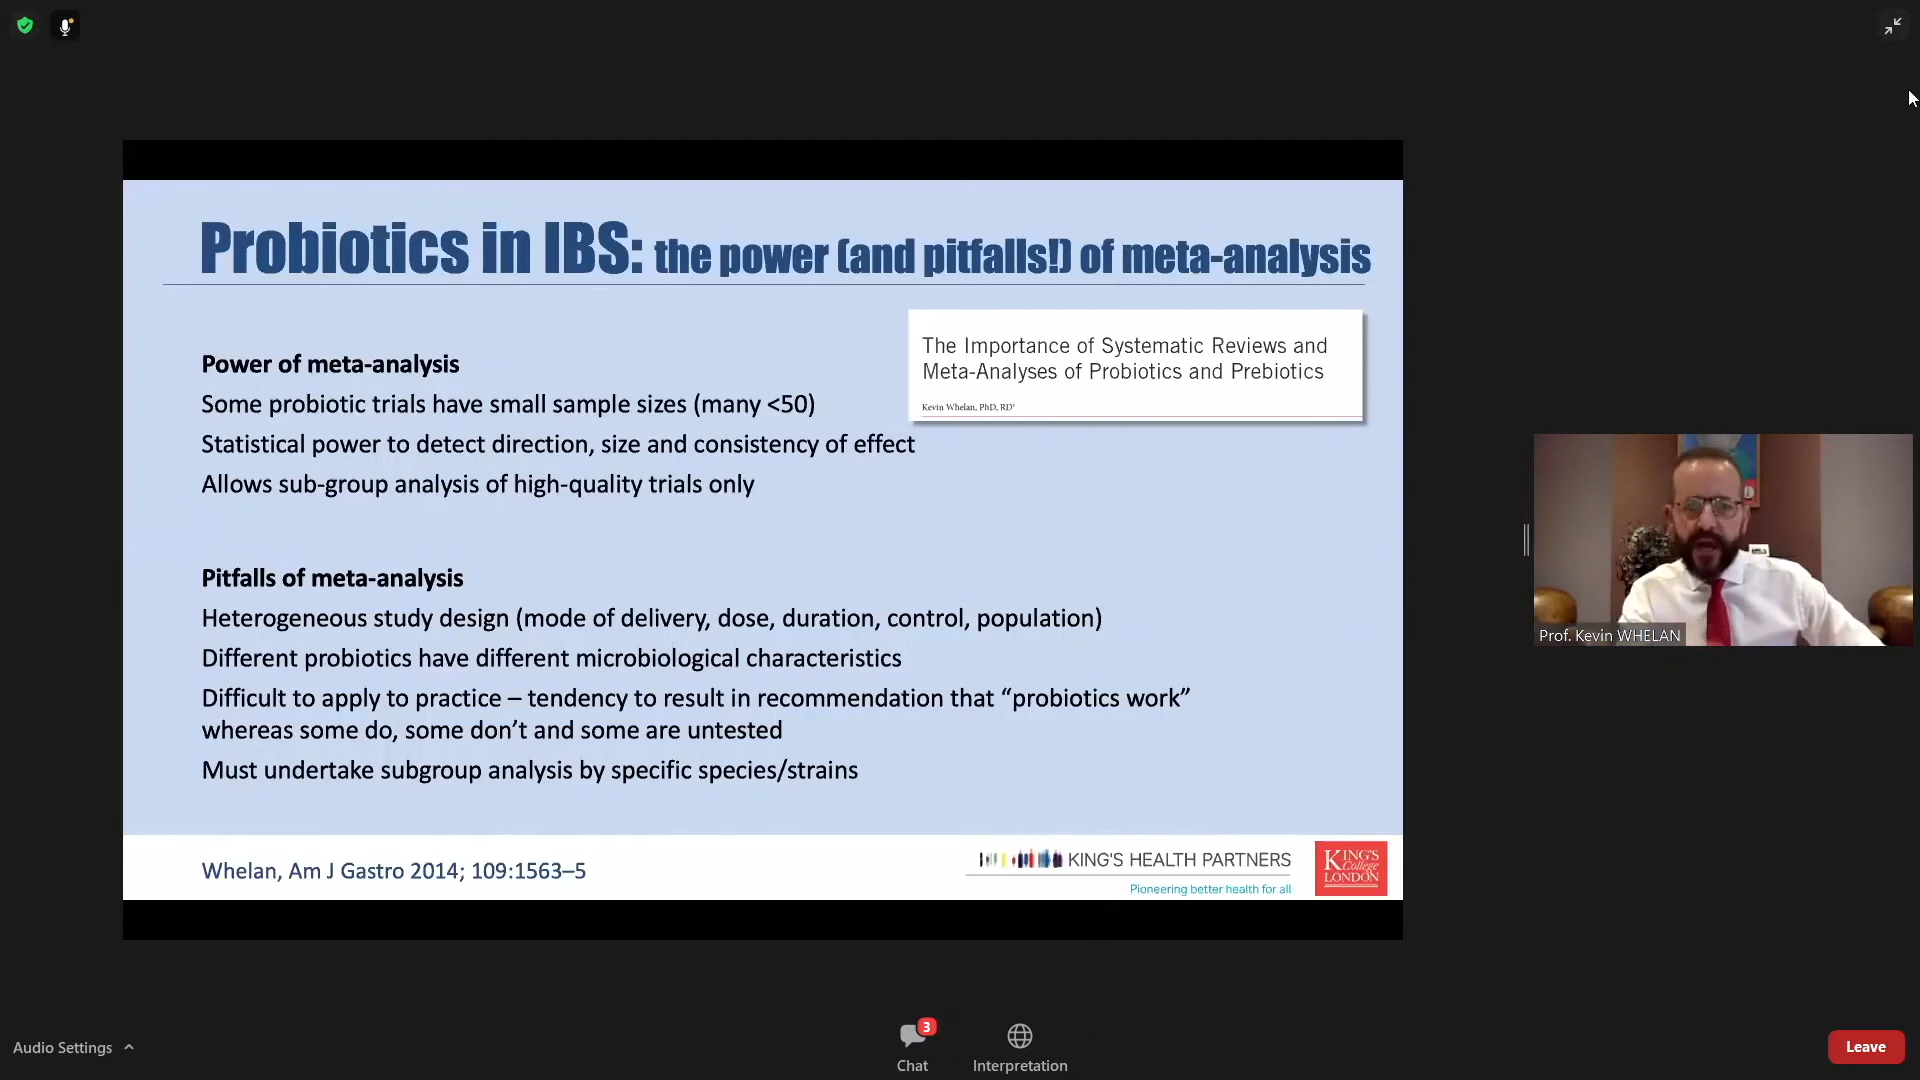 Probiotics in IBS: the power (and pitfalls!) of meta-analysis
The Importance of Systematic Reviews and
Meta-Analyses of Probiotics and Prebiotics
Kevin Whelan, PhD, RD¹
Power of meta-analysis
Some probiotic trials have small sample sizes (many <50)
Statistical power to detect direction, size and consistency of effect
Allows sub-group analysis of high-quality trials only
Pitfalls of meta-analysis
Heterogeneous study design (mode of delivery, dose, duration, control, population)
Different probiotics have different microbiological characteristics
Difficult to apply to practice – tendency to result in recommendation that “probiotics work”
whereas some do, some don’t and some are untested
Must undertake subgroup analysis by specific species/strains
Whelan, Am J Gastro 2014; 109:1563–5
KING'S HEALTH PARTNERS
Pioneering better health for all
KING'S
College
LONDON
Prof. Kevin WHELAN
Audio Settings
3
Chat
Interpretation
Leave